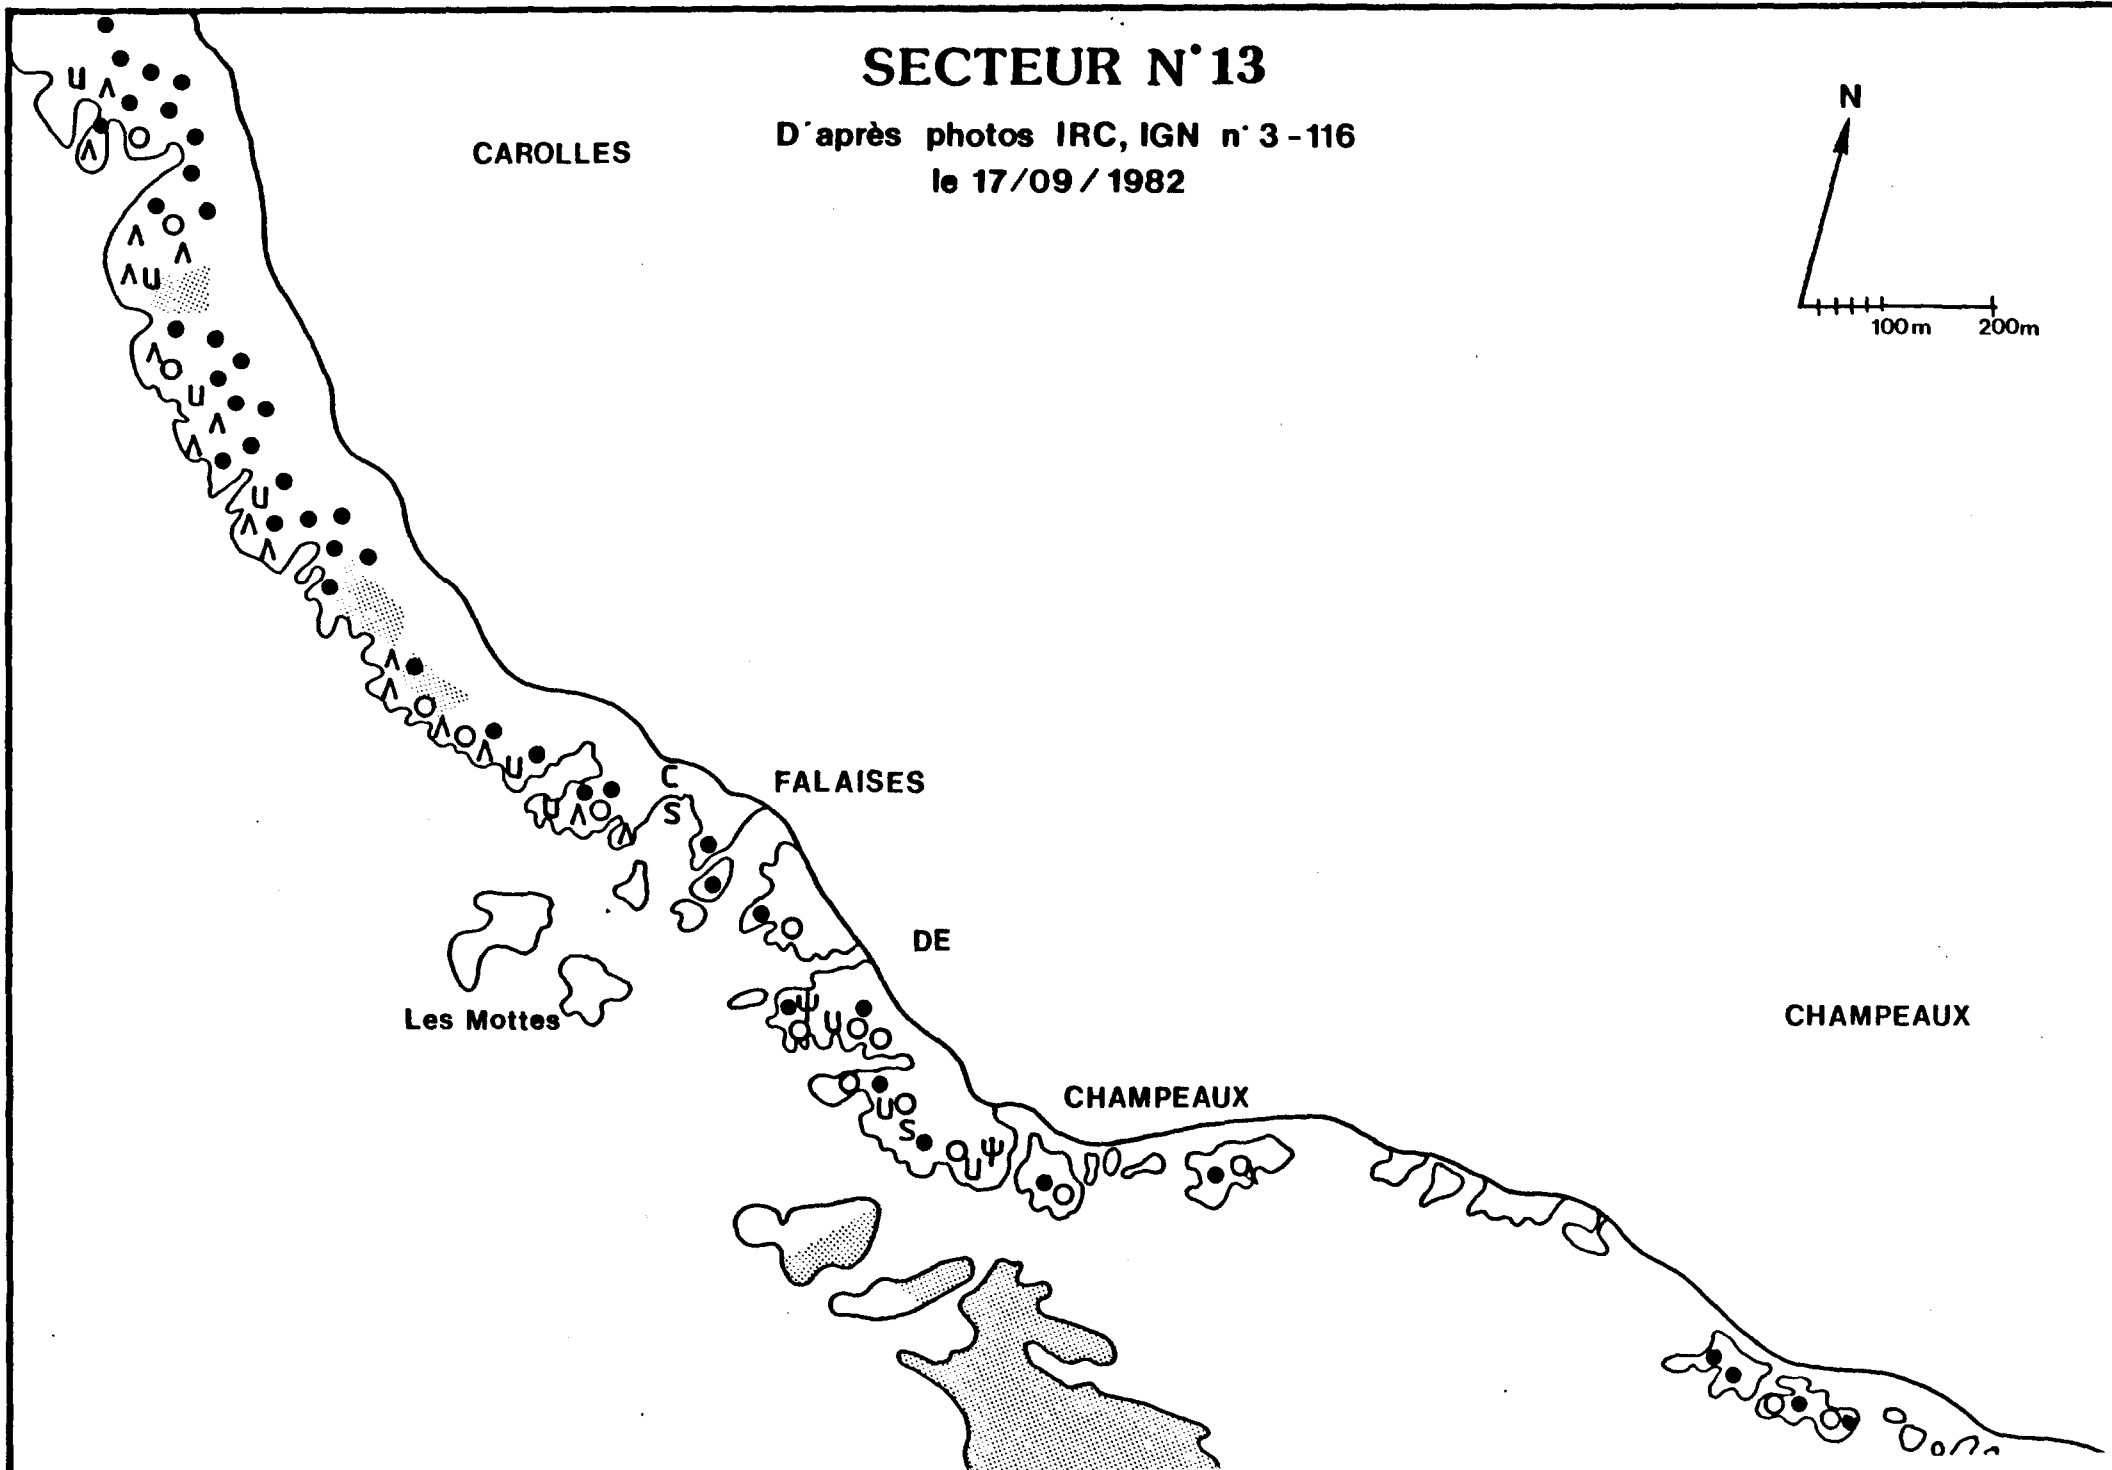 SECTEUR N°13
D'après photos IRC, IGN n° 3-116
le 17/09/1982
CAROLLES
N
100m 200m
FALAISES
DE
CHAMPEAUX
Les Mottes
CHAMPEAUX